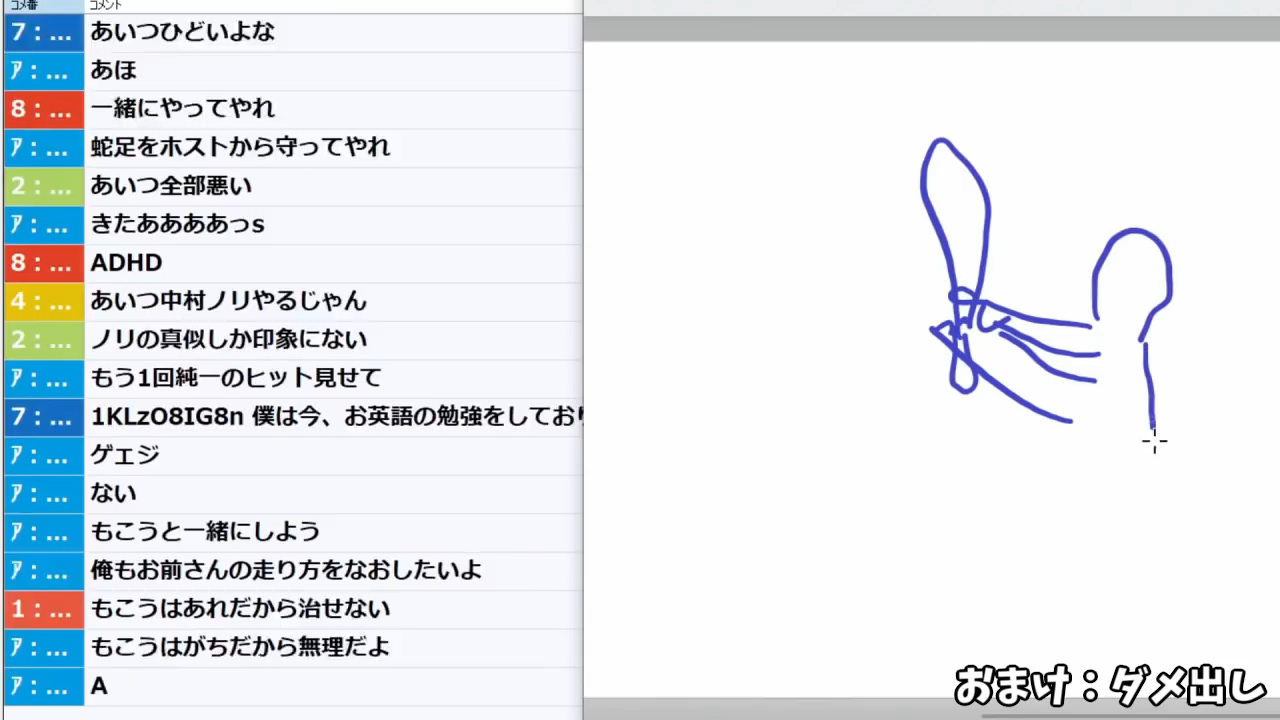 コメ番 コメント
7：... あいつひどいよな
ｱ：... あほ
8：... 一緒にやってやれ
ｱ：... 蛇足をホストから守ってやれ
2：... あいつ全部悪い
ｱ：... きたああああっs
8：... ADHD
4：... あいつ中村ノリやるじゃん
2：... ノリの真似しか印象にない
ｱ：... もう1回純一のヒット見せて
7：... 1KLzO8IG8n 僕は今、お英語の勉強をしており
ｱ：... ゲェジ
ｱ：... ない
ｱ：... もこうと一緒にしよう
ｱ：... 俺もお前さんの走り方をなおしたいよ
1：... もこうはあれだから治せない
ｱ：... もこうはがちだから無理だよ
ｱ：... A
おまけ：ダメ出し